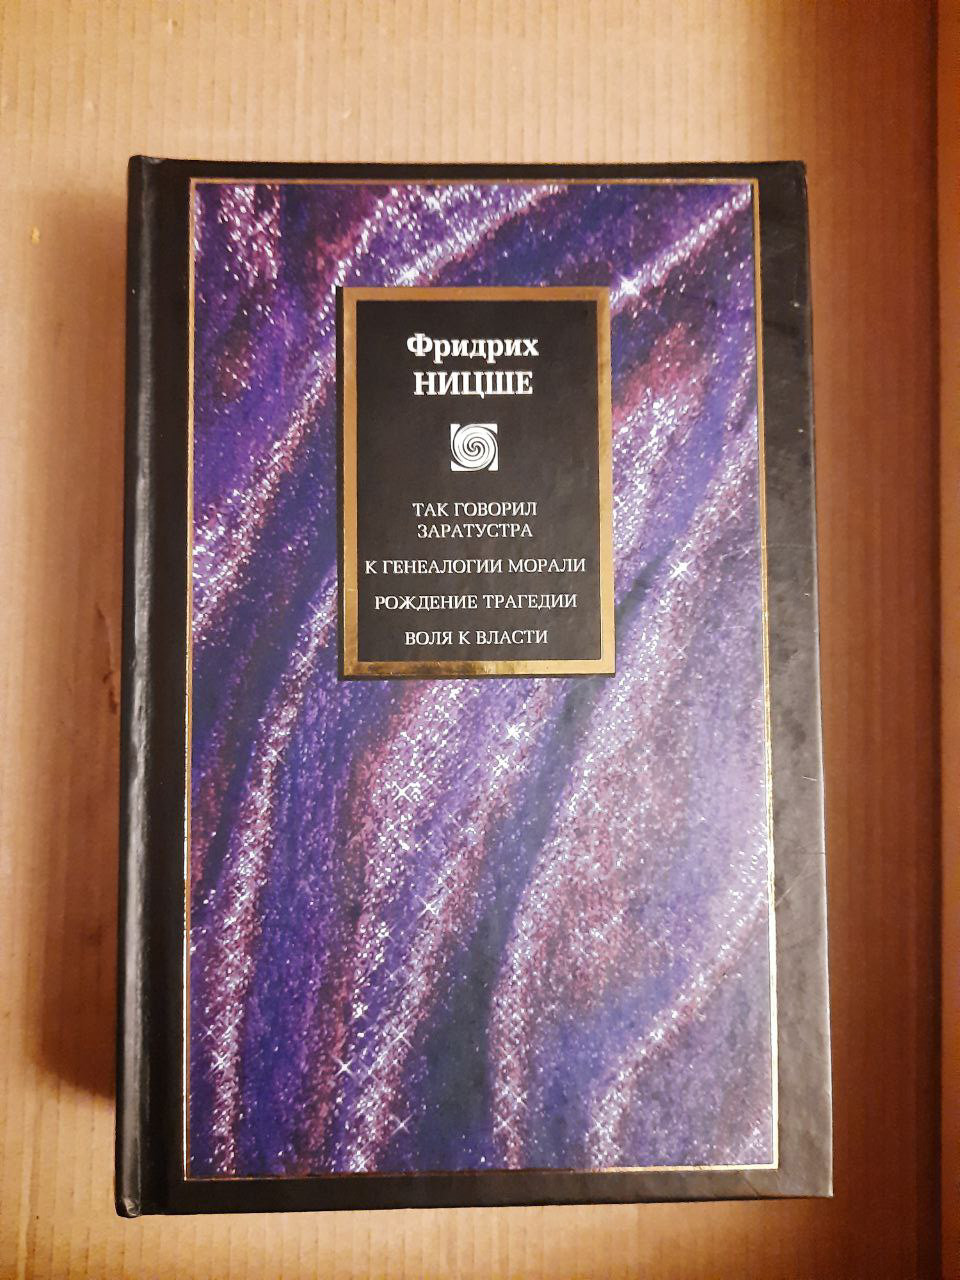 Фридрих
НИЦШЕ
ТАК ГОВОРИЛ
ЗАРАТУСТРА
К ГЕНЕАЛОГИИ МОРАЛИ
РОЖДЕНИЕ ТРАГЕДИИ
ВОЛЯ К ВЛАСТИ